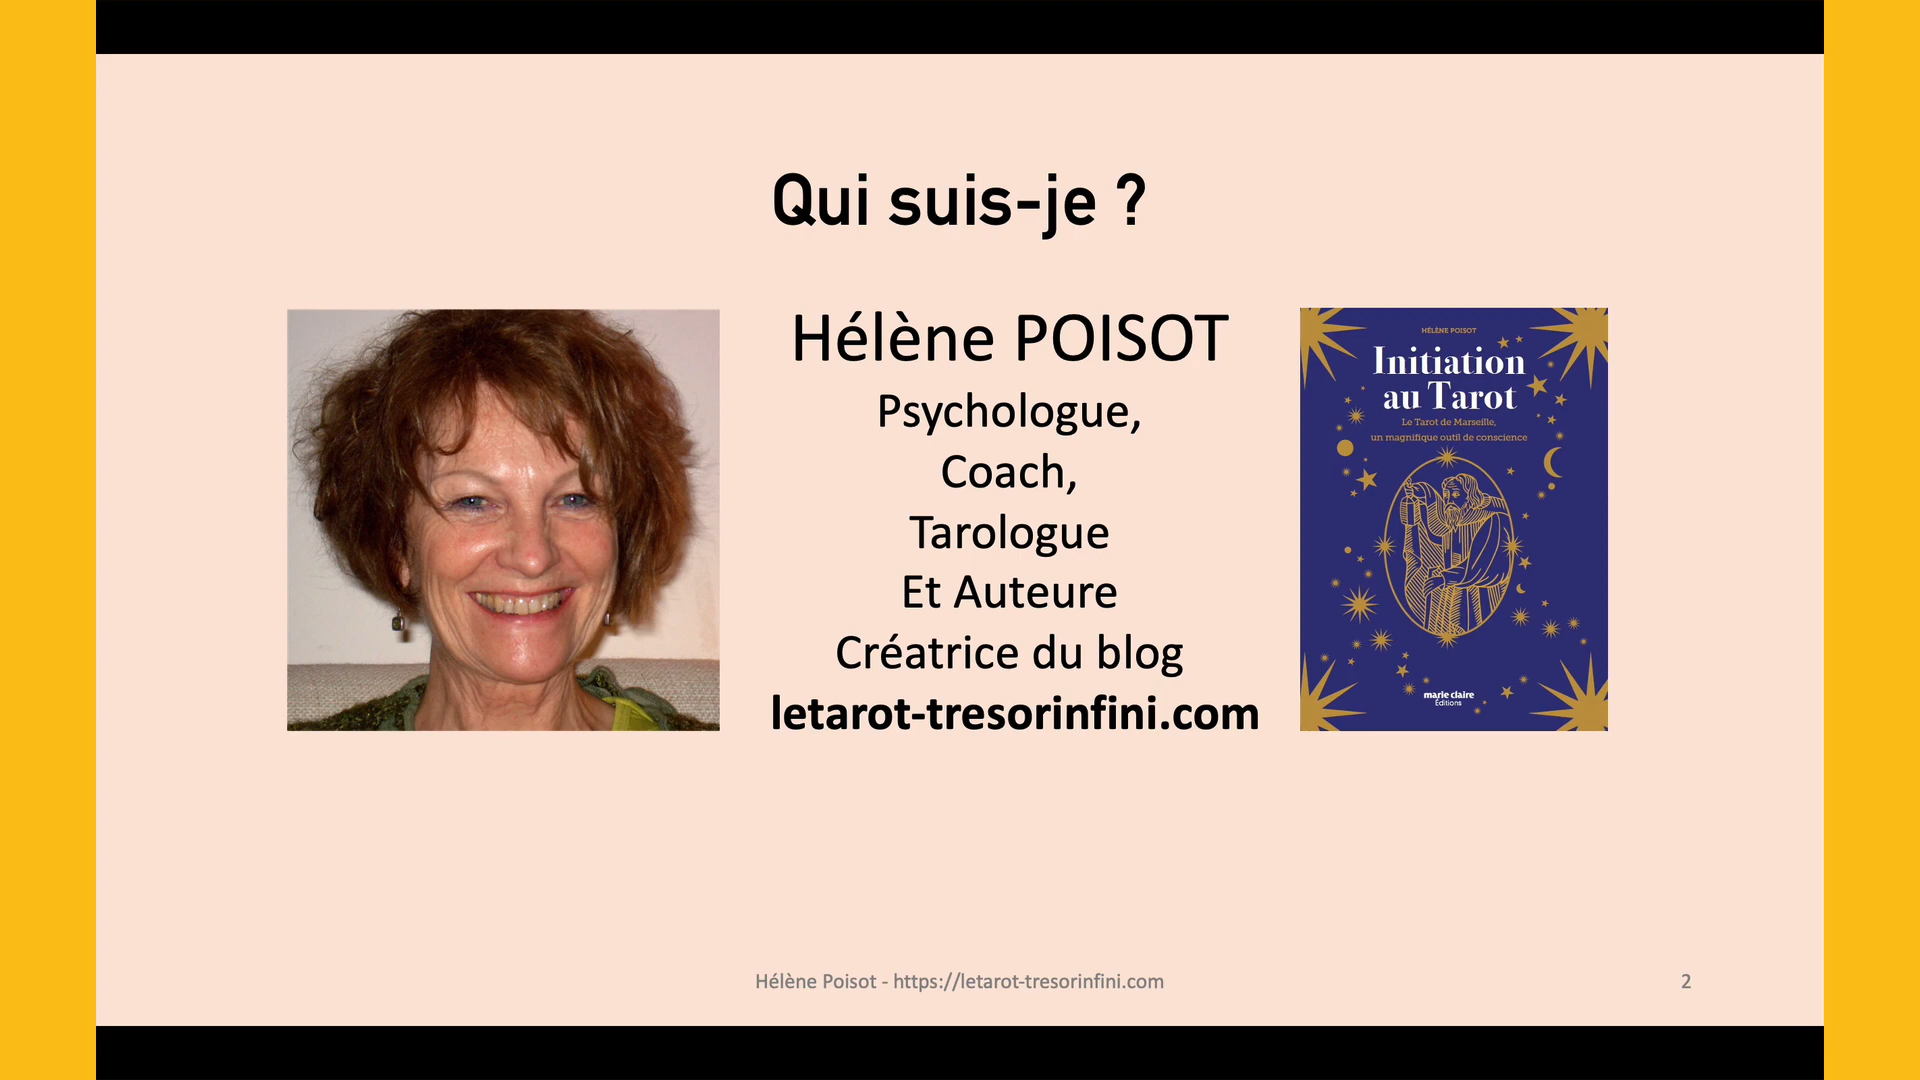 Qui suis-je ?
Hélène POISOT
Psychologue,
Coach,
Tarologue
Et Auteure
Créatrice du blog
letarot-tresorinfini.com
HÉLÈNE POISOT
Initiation
au Tarot
Le Tarot de Marseille,
un magnifique outil de conscience
marie claire
Éditions
Hélène Poisot - https://letarot-tresorinfini.com
2